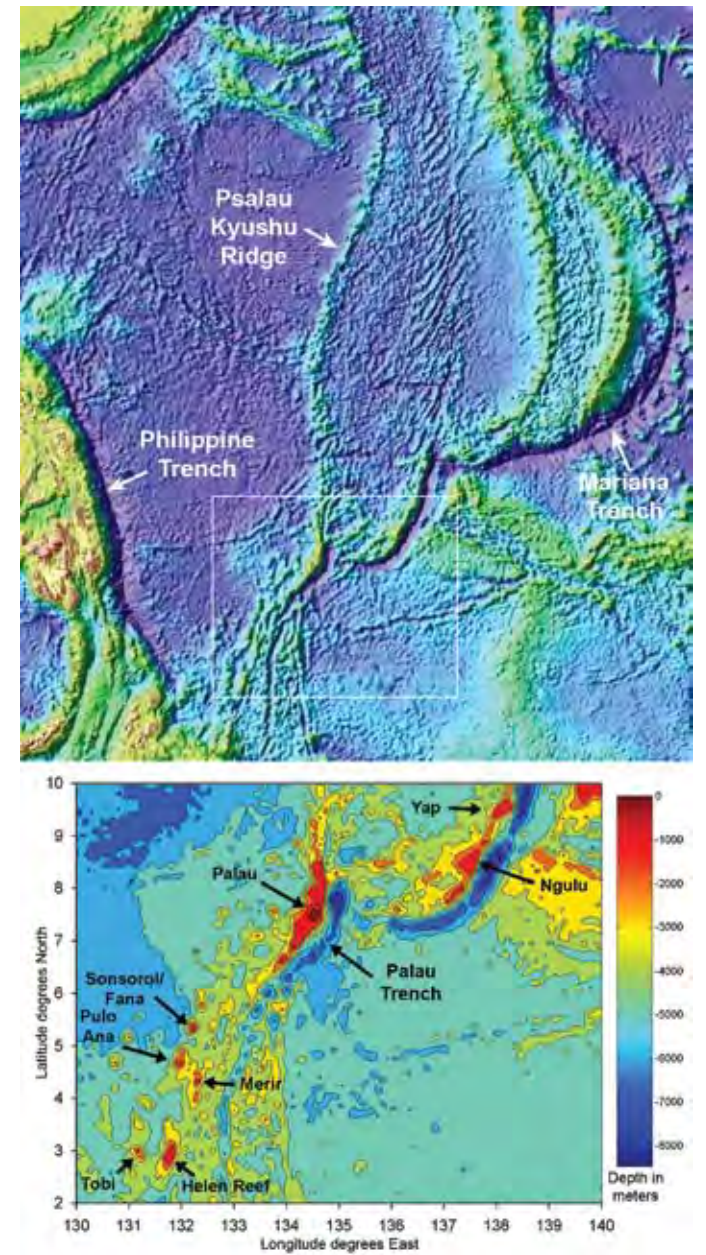 Psalau
Kyushu
Ridge
Philippine
Trench
Mariana
Trench
10
9
8
7
6
5
4
3
2
Latitude degrees North
Yap
Palau
Ngulu
Palau
Trench
Sonsorol/
Fana
Pulo
Ana
Merir
Tobi
Helen Reef
130
131
132
133
134
135
136
137
138
139
140
Longitude degrees East
0
-1000
-2000
-3000
-4000
-5000
-6000
-7000
-8000
Depth in
meters